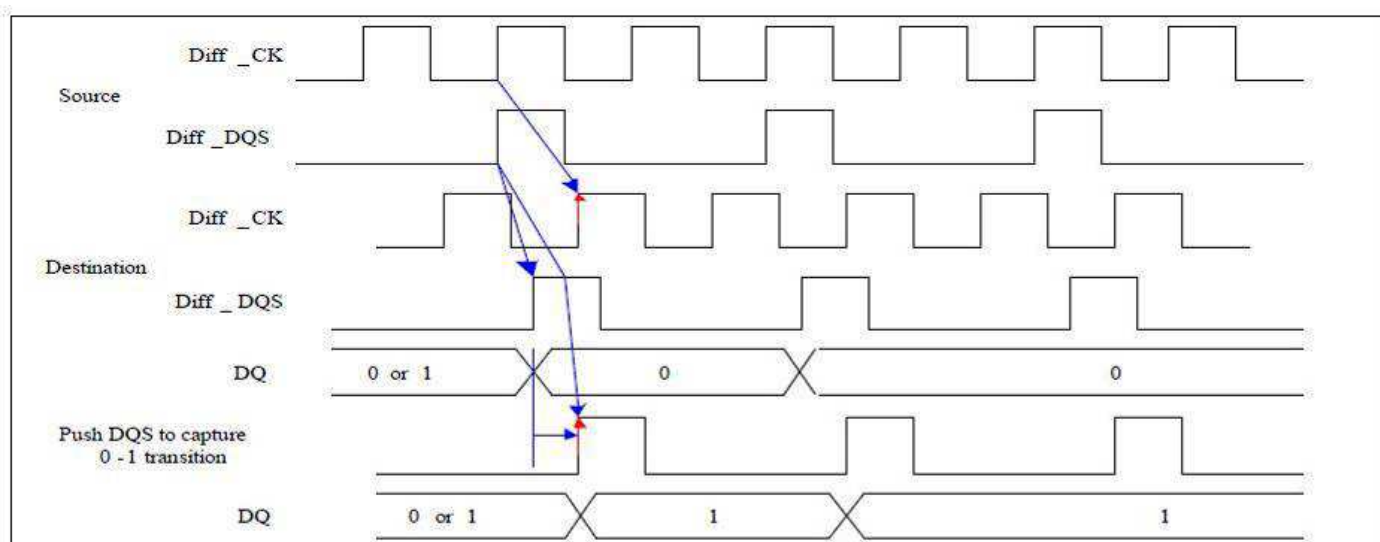 Diff _CK
Source
Diff _DQS
Diff _CK
Destination
Diff _ DQS
DQ
0 or 1
0
0
Push DQS to capture
0 - 1 transition
DQ
0 or 1
1
1